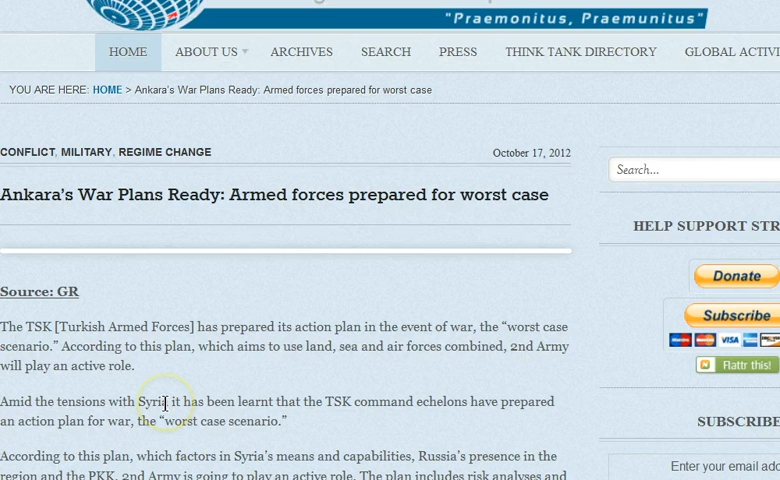 "Praemonitus, Praemunitus"
HOME ABOUT US ARCHIVES SEARCH PRESS THINK TANK DIRECTORY GLOBAL
YOU ARE HERE: HOME > Ankara's War Plans Ready: Armed forces prepared for worst case
CONFLICT, MILITARY, REGIME CHANGE
October 17, 2012
Ankara's War Plans Ready: Armed forces prepared for worst case
Source: GR
The TSK [Turkish Armed Forces] has prepared its action plan in the event of war, the “worst case
scenario.” According to this plan, which aims to use land, sea and air forces combined, 2nd Army
will play an active role.
Amid the tensions with Syria it has been learnt that the TSK command echelons have prepared
an action plan for war, the “worst case scenario.”
According to this plan, which factors in Syria's means and capabilities, Russia's presence in the
region and the PKK, 2nd Army is going to play an active role. The plan includes risk analyses and
Search...
HELP SUPPORT
Donate
Subscribe
VISA
Flattr this!
SUBSCRIBE
Enter your email